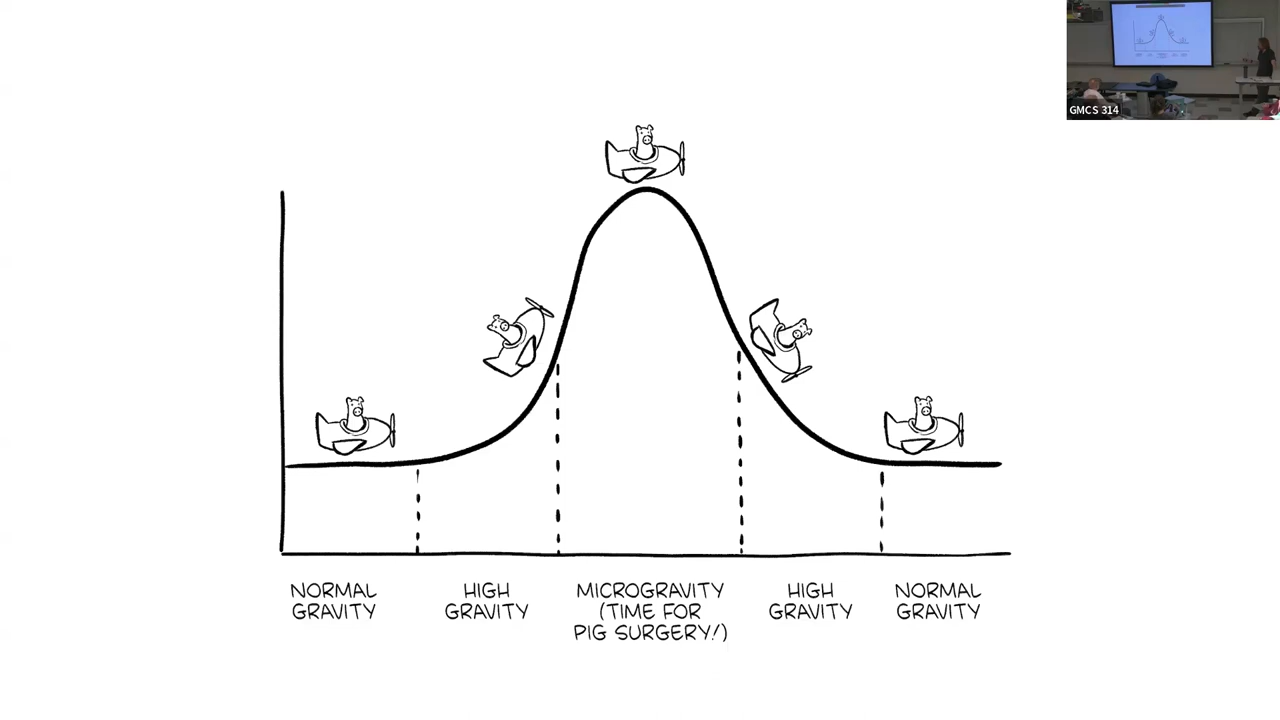 GMCS 314
NORMAL
GRAVITY
HIGH
GRAVITY
MICROGRAVITY
(TIME FOR
PIG SURGERY!)
HIGH
GRAVITY
NORMAL
GRAVITY